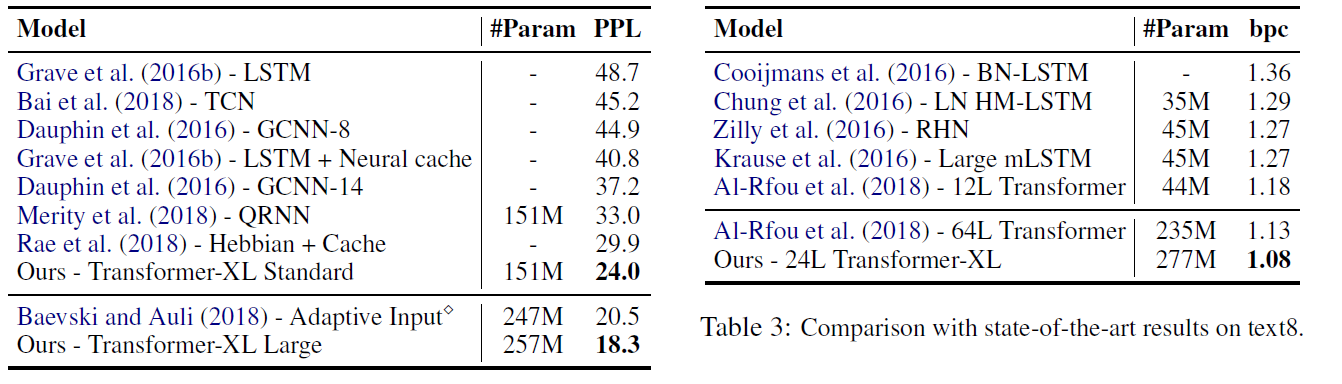 Model #Param PPL
Grave et al. (2016b) - LSTM - 48.7
Bai et al. (2018) - TCN - 45.2
Dauphin et al. (2016) - GCNN-8 - 44.9
Grave et al. (2016b) - LSTM + Neural cache - 40.8
Dauphin et al. (2016) - GCNN-14 - 37.2
Merity et al. (2018) - QRNN 151M 33.0
Rae et al. (2018) - Hebbian + Cache - 29.9
Ours - Transformer-XL Standard 151M 24.0
Baevski and Auli (2018) - Adaptive Input⋄ 247M 20.5
Ours - Transformer-XL Large 257M 18.3
Model #Param bpc
Cooijmans et al. (2016) - BN-LSTM - 1.36
Chung et al. (2016) - LN HM-LSTM 35M 1.29
Zilly et al. (2016) - RHN 45M 1.27
Krause et al. (2016) - Large mLSTM 45M 1.27
Al-Rfou et al. (2018) - 12L Transformer 44M 1.18
Al-Rfou et al. (2018) - 64L Transformer 235M 1.13
Ours - 24L Transformer-XL 277M 1.08
Table 3: Comparison with state-of-the-art results on text8.